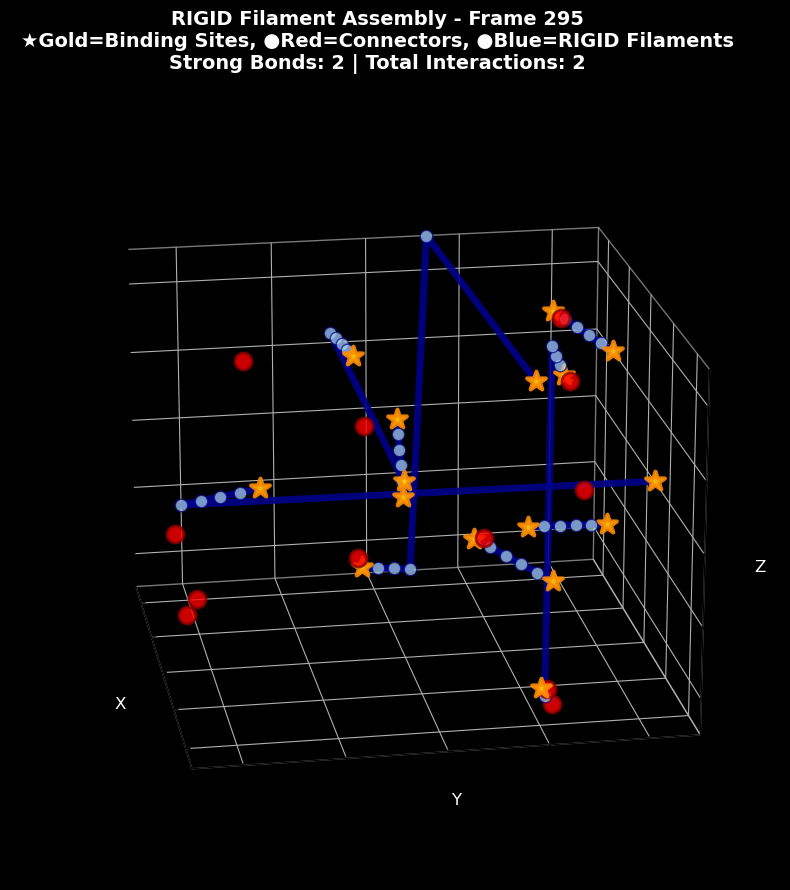 RIGID Filament Assembly - Frame 295
★Gold=Binding Sites, ●Red=Connectors, ●Blue=RIGID Filaments
Strong Bonds: 2 | Total Interactions: 2
Z
X
Y